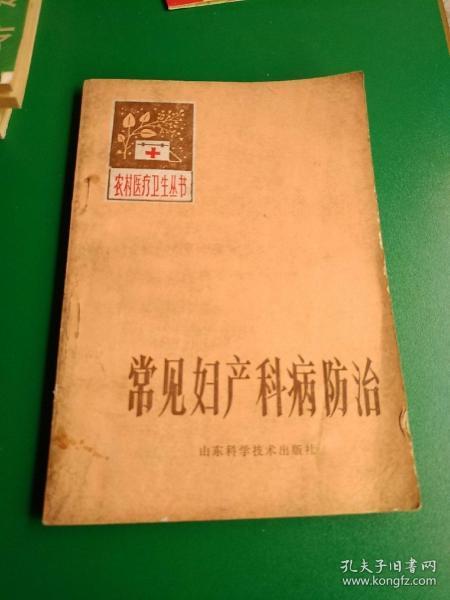 农村医疗卫生丛书
常见妇产科病防治
山东科学技术出版社
孔夫子旧书网
www.kongfz.com